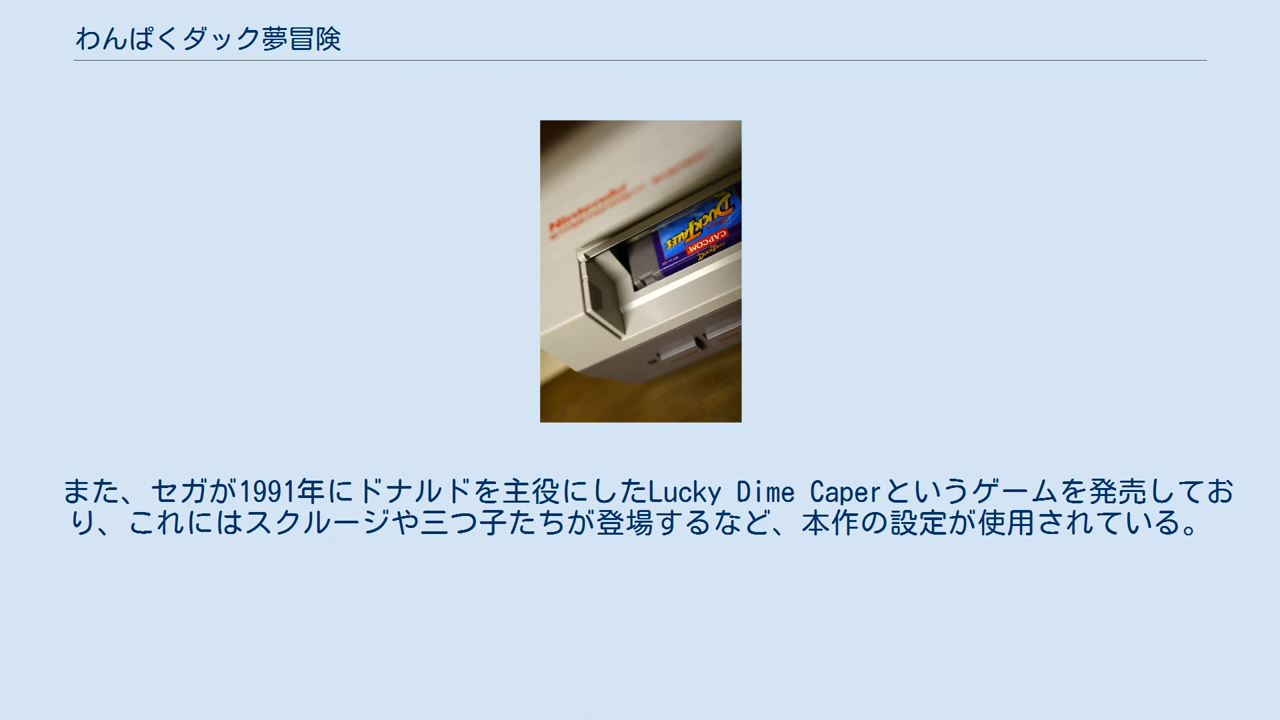 わんぱくダック夢冒険
Nintendo
DUCKTALES
CAPCOM
DUCKTALES
また、セガが1991年にドナルドを主役にしたLucky Dime Caperというゲームを発売してお
り、これにはスクルージや三つ子たちが登場するなど、本作の設定が使用されている。